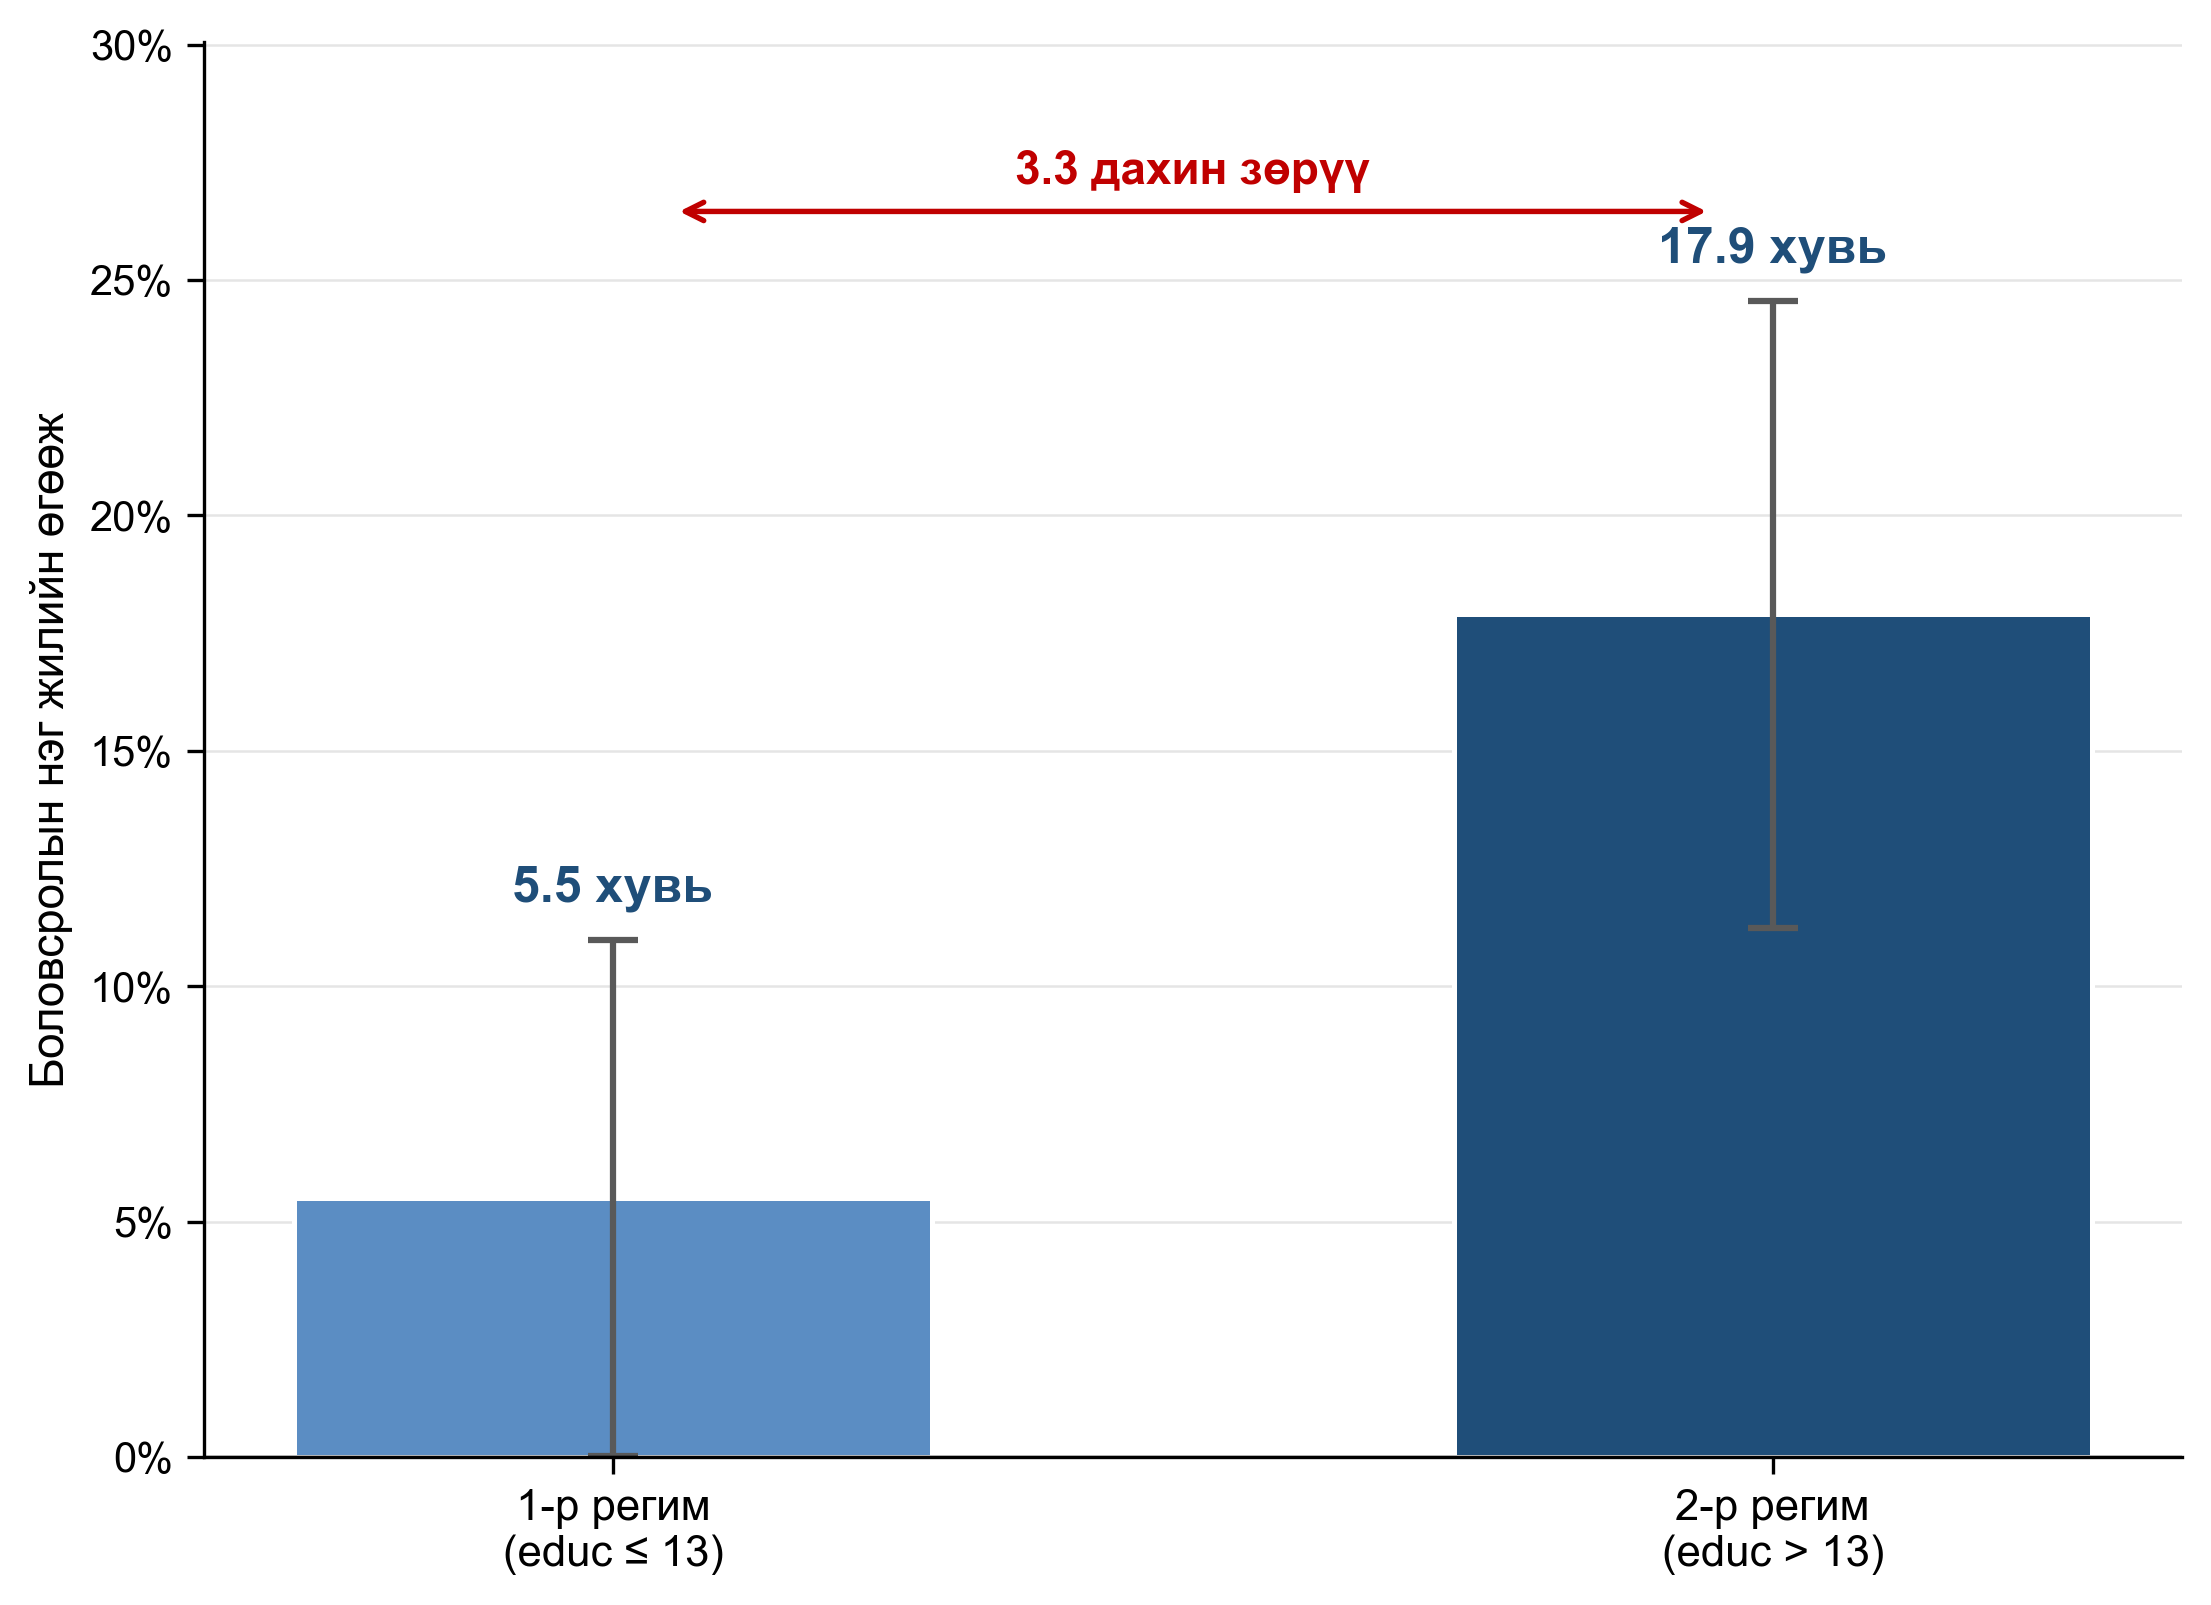 30%
25%
20%
15%
10%
5%
0%
Боловсролын нэг жилийн өгөөж
3.3 дахин зөрүү
17.9 хувь
5.5 хувь
1-р регим
(educ ≤ 13)
2-р регим
(educ > 13)